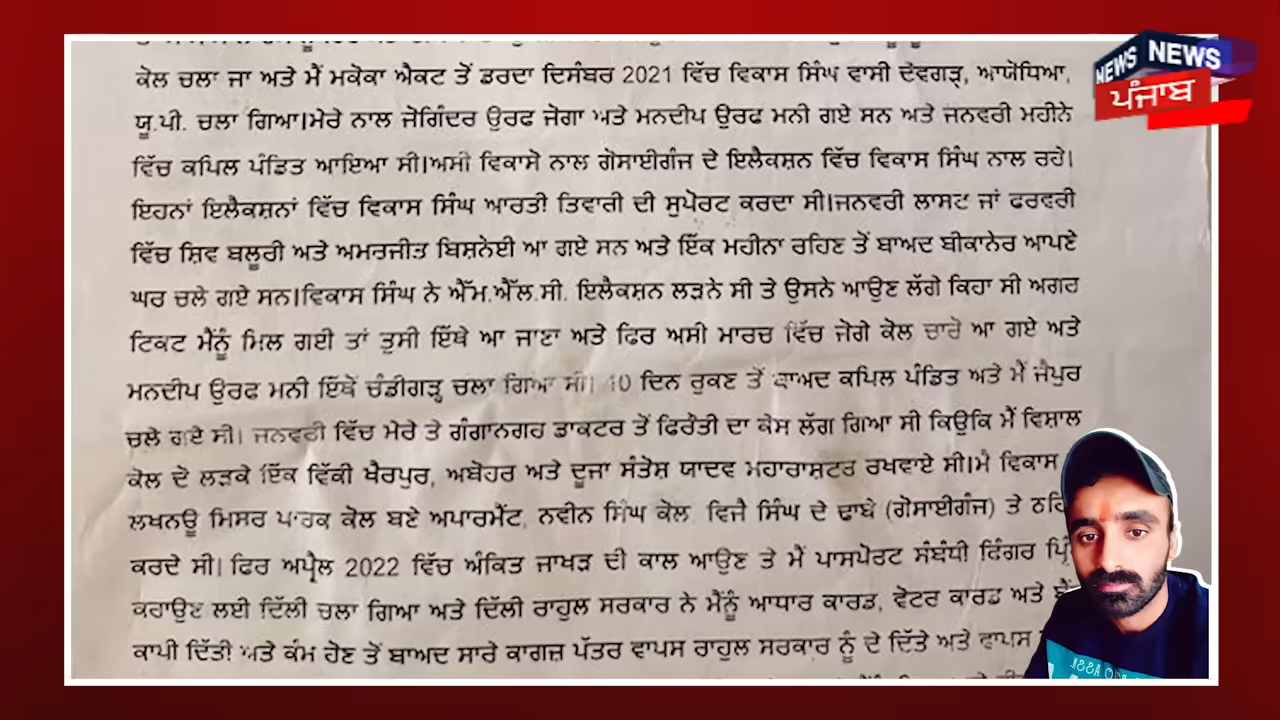 ਕੋਲ ਚਲਾ ਜਾ ਅਤੇ ਮੈਂ ਮਕੋਕਾ ਐਕਟ ਤੋਂ ਡਰਦਾ ਦਿਸੰਬਰ 2021 ਵਿੱਚ ਵਿਕਾਸ ਸਿੰਘ ਵਾਸੀ ਦੇਵਗੜ੍ਹ, ਆਯੋਧਿਆ,
ਯੂ.ਪੀ. ਚਲਾ ਗਿਆ।ਮੇਰੇ ਨਾਲ ਜੋਗਿੰਦਰ ਉਰਫ ਜੋਗਾ ਅਤੇ ਮਨਦੀਪ ਉਰਫ ਮਨੀ ਗਏ ਸਨ ਅਤੇ ਜਨਵਰੀ ਮਹੀਨੇ
ਵਿੱਚ ਕਪਿਲ ਪੰਡਿਤ ਆਇਆ ਸੀ।ਅਸੀ ਵਿਕਾਸੇ ਨਾਲ ਗੋਸਾਈਗੰਜ ਦੇ ਇਲੈਕਸ਼ਨ ਵਿੱਚ ਵਿਕਾਸ ਸਿੰਘ ਨਾਲ ਰਹੇ।
ਇਹਨਾਂ ਇਲੈਕਸ਼ਨਾਂ ਵਿੱਚ ਵਿਕਾਸ ਸਿੰਘ ਆਰਤੀ ਤਿਵਾਰੀ ਦੀ ਸੁਪੋਰਟ ਕਰਦਾ ਸੀ।ਜਨਵਰੀ ਲਾਸਟ ਜਾਂ ਫਰਵਰੀ
ਵਿੱਚ ਸ਼ਿਵ ਬਲੂਰੀ ਅਤੇ ਅਮਰਜੀਤ ਬਿਸ਼ਨੋਈ ਆ ਗਏ ਸਨ ਅਤੇ ਇੱਕ ਮਹੀਨਾ ਰਹਿਣ ਤੋਂ ਬਾਅਦ ਬੀਕਾਨੇਰ ਆਪਣੇ
ਘਰ ਚਲੇ ਗਏ ਸਨ।ਵਿਕਾਸ ਸਿੰਘ ਨੇ ਐੱਮ.ਐੱਲ.ਸੀ. ਇਲੈਕਸ਼ਨ ਲੜਨੇ ਸੀ ਤੇ ਉਸਨੇ ਆਉਣ ਲੱਗੇ ਕਿਹਾ ਸੀ ਅਗਰ
ਟਿਕਟ ਮੈਂਨੂੰ ਮਿਲ ਗਈ ਤਾਂ ਤੁਸੀ ਇੱਥੇ ਆ ਜਾਣਾ ਅਤੇ ਫਿਰ ਅਸੀ ਮਾਰਚ ਵਿੱਚ ਜੋਗੇ ਕੋਲ ਚਾਰੋ ਆ ਗਏ ਅਤੇ
ਮਨਦੀਪ ਉਰਫ ਮਨੀ ਇੱਥੋਂ ਚੰਡੀਗੜ੍ਹ ਚਲਾ ਗਿਆ ਸੀ। 10 ਦਿਨ ਰੁਕਣ ਤੋਂ ਬਾਅਦ ਕਪਿਲ ਪੰਡਿਤ ਅਤੇ ਮੈਂ ਜੈਪੁਰ
ਚਲੇ ਗਏ ਸੀ। ਜਨਵਰੀ ਵਿੱਚ ਮੇਰੇ ਤੇ ਗੰਗਾਨਗਰ ਡਾਕਟਰ ਤੋਂ ਫਿਰੌਤੀ ਦਾ ਕੇਸ ਲੱਗ ਗਿਆ ਸੀ ਕਿਉਕਿ ਮੈਂ ਵਿਸ਼ਾਲ
ਕੋਲ ਦੋ ਲੜਕੇ ਇੱਕ ਵਿੱਕੀ ਖੈਰਪੁਰ, ਅਬੋਹਰ ਅਤੇ ਦੂਜਾ ਸੰਤੋਸ਼ ਯਾਦਵ ਮਹਾਰਾਸ਼ਟਰ ਰਖਵਾਏ ਸੀ।ਮੈ ਵਿਕਾਸ
ਲਖਨਊ ਮਿਸਰ ਪਾਰਕ ਕੋਲ ਬਣੇ ਅਪਾਰਮੈਂਟ, ਨਵੀਨ ਸਿੰਘ ਕੋਲ, ਵਿਜੈ ਸਿੰਘ ਦੇ ਢਾਬੇ (ਗੋਸਾਈਗੰਜ) ਤੇ
ਕਰਦੇ ਸੀ। ਫਿਰ ਅਪ੍ਰੈਲ 2022 ਵਿੱਚ ਅੰਕਿਤ ਜਾਖੜ ਦੀ ਕਾਲ ਆਉਣ ਤੇ ਮੈਂ ਪਾਸਪੋਰਟ ਸੰਬੰਧੀ ਫਿੰਗਰ
ਕਰਾਉਣ ਲਈ ਦਿੱਲੀ ਚਲਾ ਗਿਆ ਅਤੇ ਦਿੱਲੀ ਰਾਹੁਲ ਸਰਕਾਰ ਨੇ ਮੈਂਨੂੰ ਆਧਾਰ ਕਾਰਡ, ਵੋਟਰ ਕਾਰਡ ਅਤੇ
ਕਾਪੀ ਦਿੱਤੀ ਅਤੇ ਕੰਮ ਹੋਣ ਤੋਂ ਬਾਅਦ ਸਾਰੇ ਕਾਗਜ਼ ਪੱਤਰ ਵਾਪਸ ਰਾਹੁਲ ਸਰਕਾਰ ਨੂੰ ਦੇ ਦਿੱਤੇ ਅਤੇ ਵਾਪਸ
NEWS NEWS
ਪੰਜਾਬ